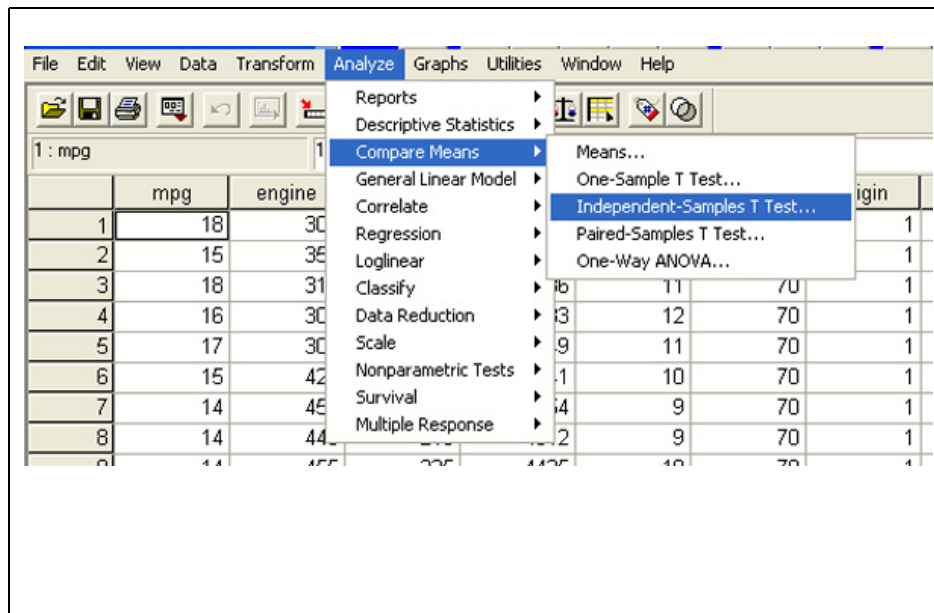 File Edit View Data Transform Analyze Graphs Utilities Window Help
Reports
Descriptive Statistics
1 : mpg
Compare Means
Means...
General Linear Model
One-Sample T Test...
mpg engine
Correlate
Independent-Samples T Test...
1 18
Regression
Paired-Samples T Test...
1
2 15
Loglinear
One-Way ANOVA...
1
3 18
Classify
11 70 1
4 16
Data Reduction
12 70 1
5 17
Scale
11 70 1
6 15
Nonparametric Tests
10 70 1
7 14
Survival
9 70 1
8 14
Multiple Response
9 70 1